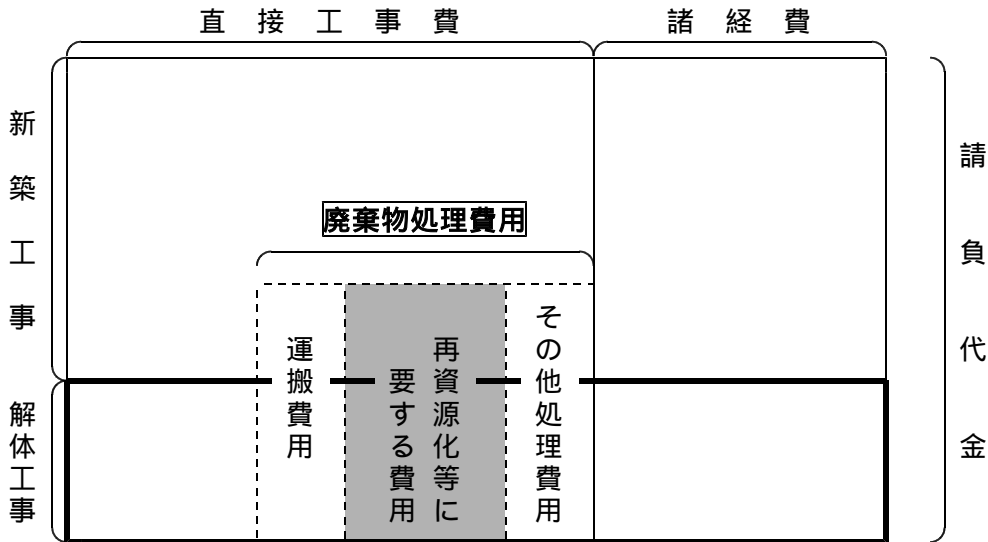 直接工事費
諸経費
新築工事
解体工事
請負代金
廃棄物処理費用
運搬費用
再資源化等に
要する費用
その他処理費用